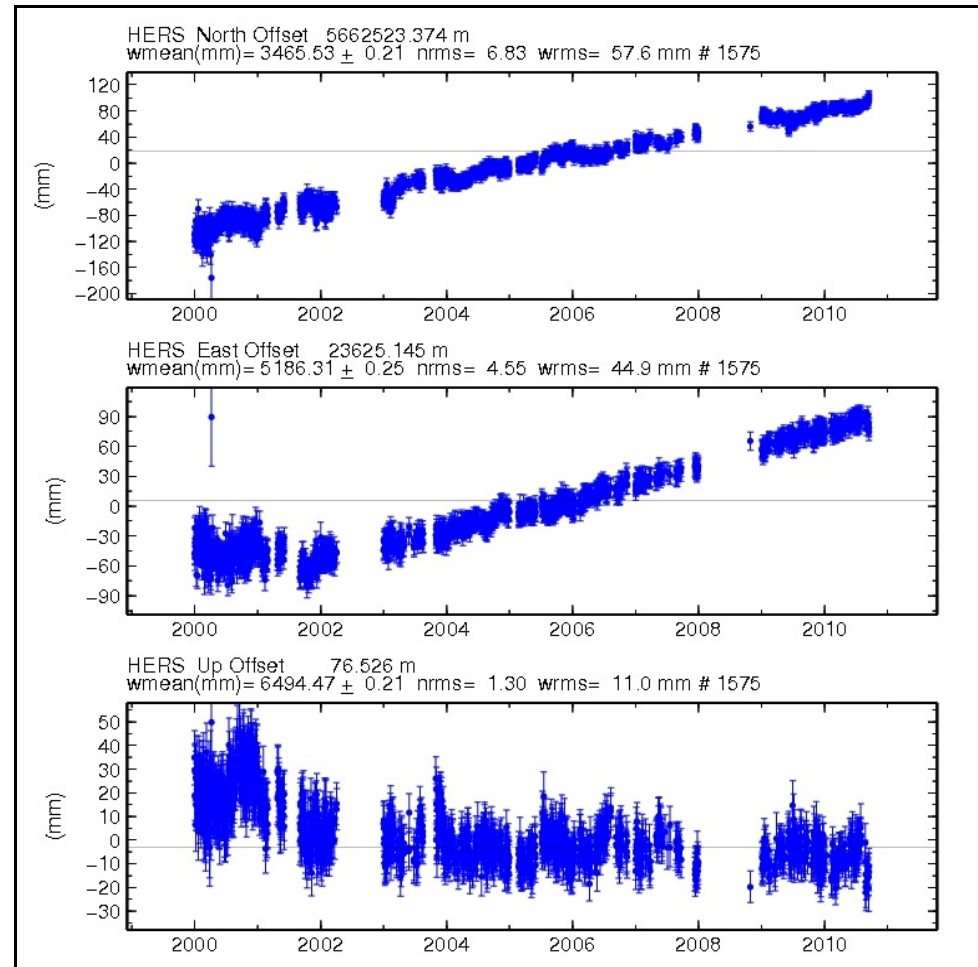 HERS North Offset 5662523.374 m
wmean(mm)= 3465.53 ± 0.21 nrms= 6.83 wrms= 57.6 mm # 1575
120
80
40
0
−40
−80
−120
−160
−200
(mm)
2000 2002 2004 2006 2008 2010
HERS East Offset 23625.145 m
wmean(mm)= 5186.31 ± 0.25 nrms= 4.55 wrms= 44.9 mm # 1575
90
60
30
0
−30
−60
−90
(mm)
2000 2002 2004 2006 2008 2010
HERS Up Offset 76.526 m
wmean(mm)= 6494.47 ± 0.21 nrms= 1.30 wrms= 11.0 mm # 1575
50
40
30
20
10
0
−10
−20
−30
(mm)
2000 2002 2004 2006 2008 2010